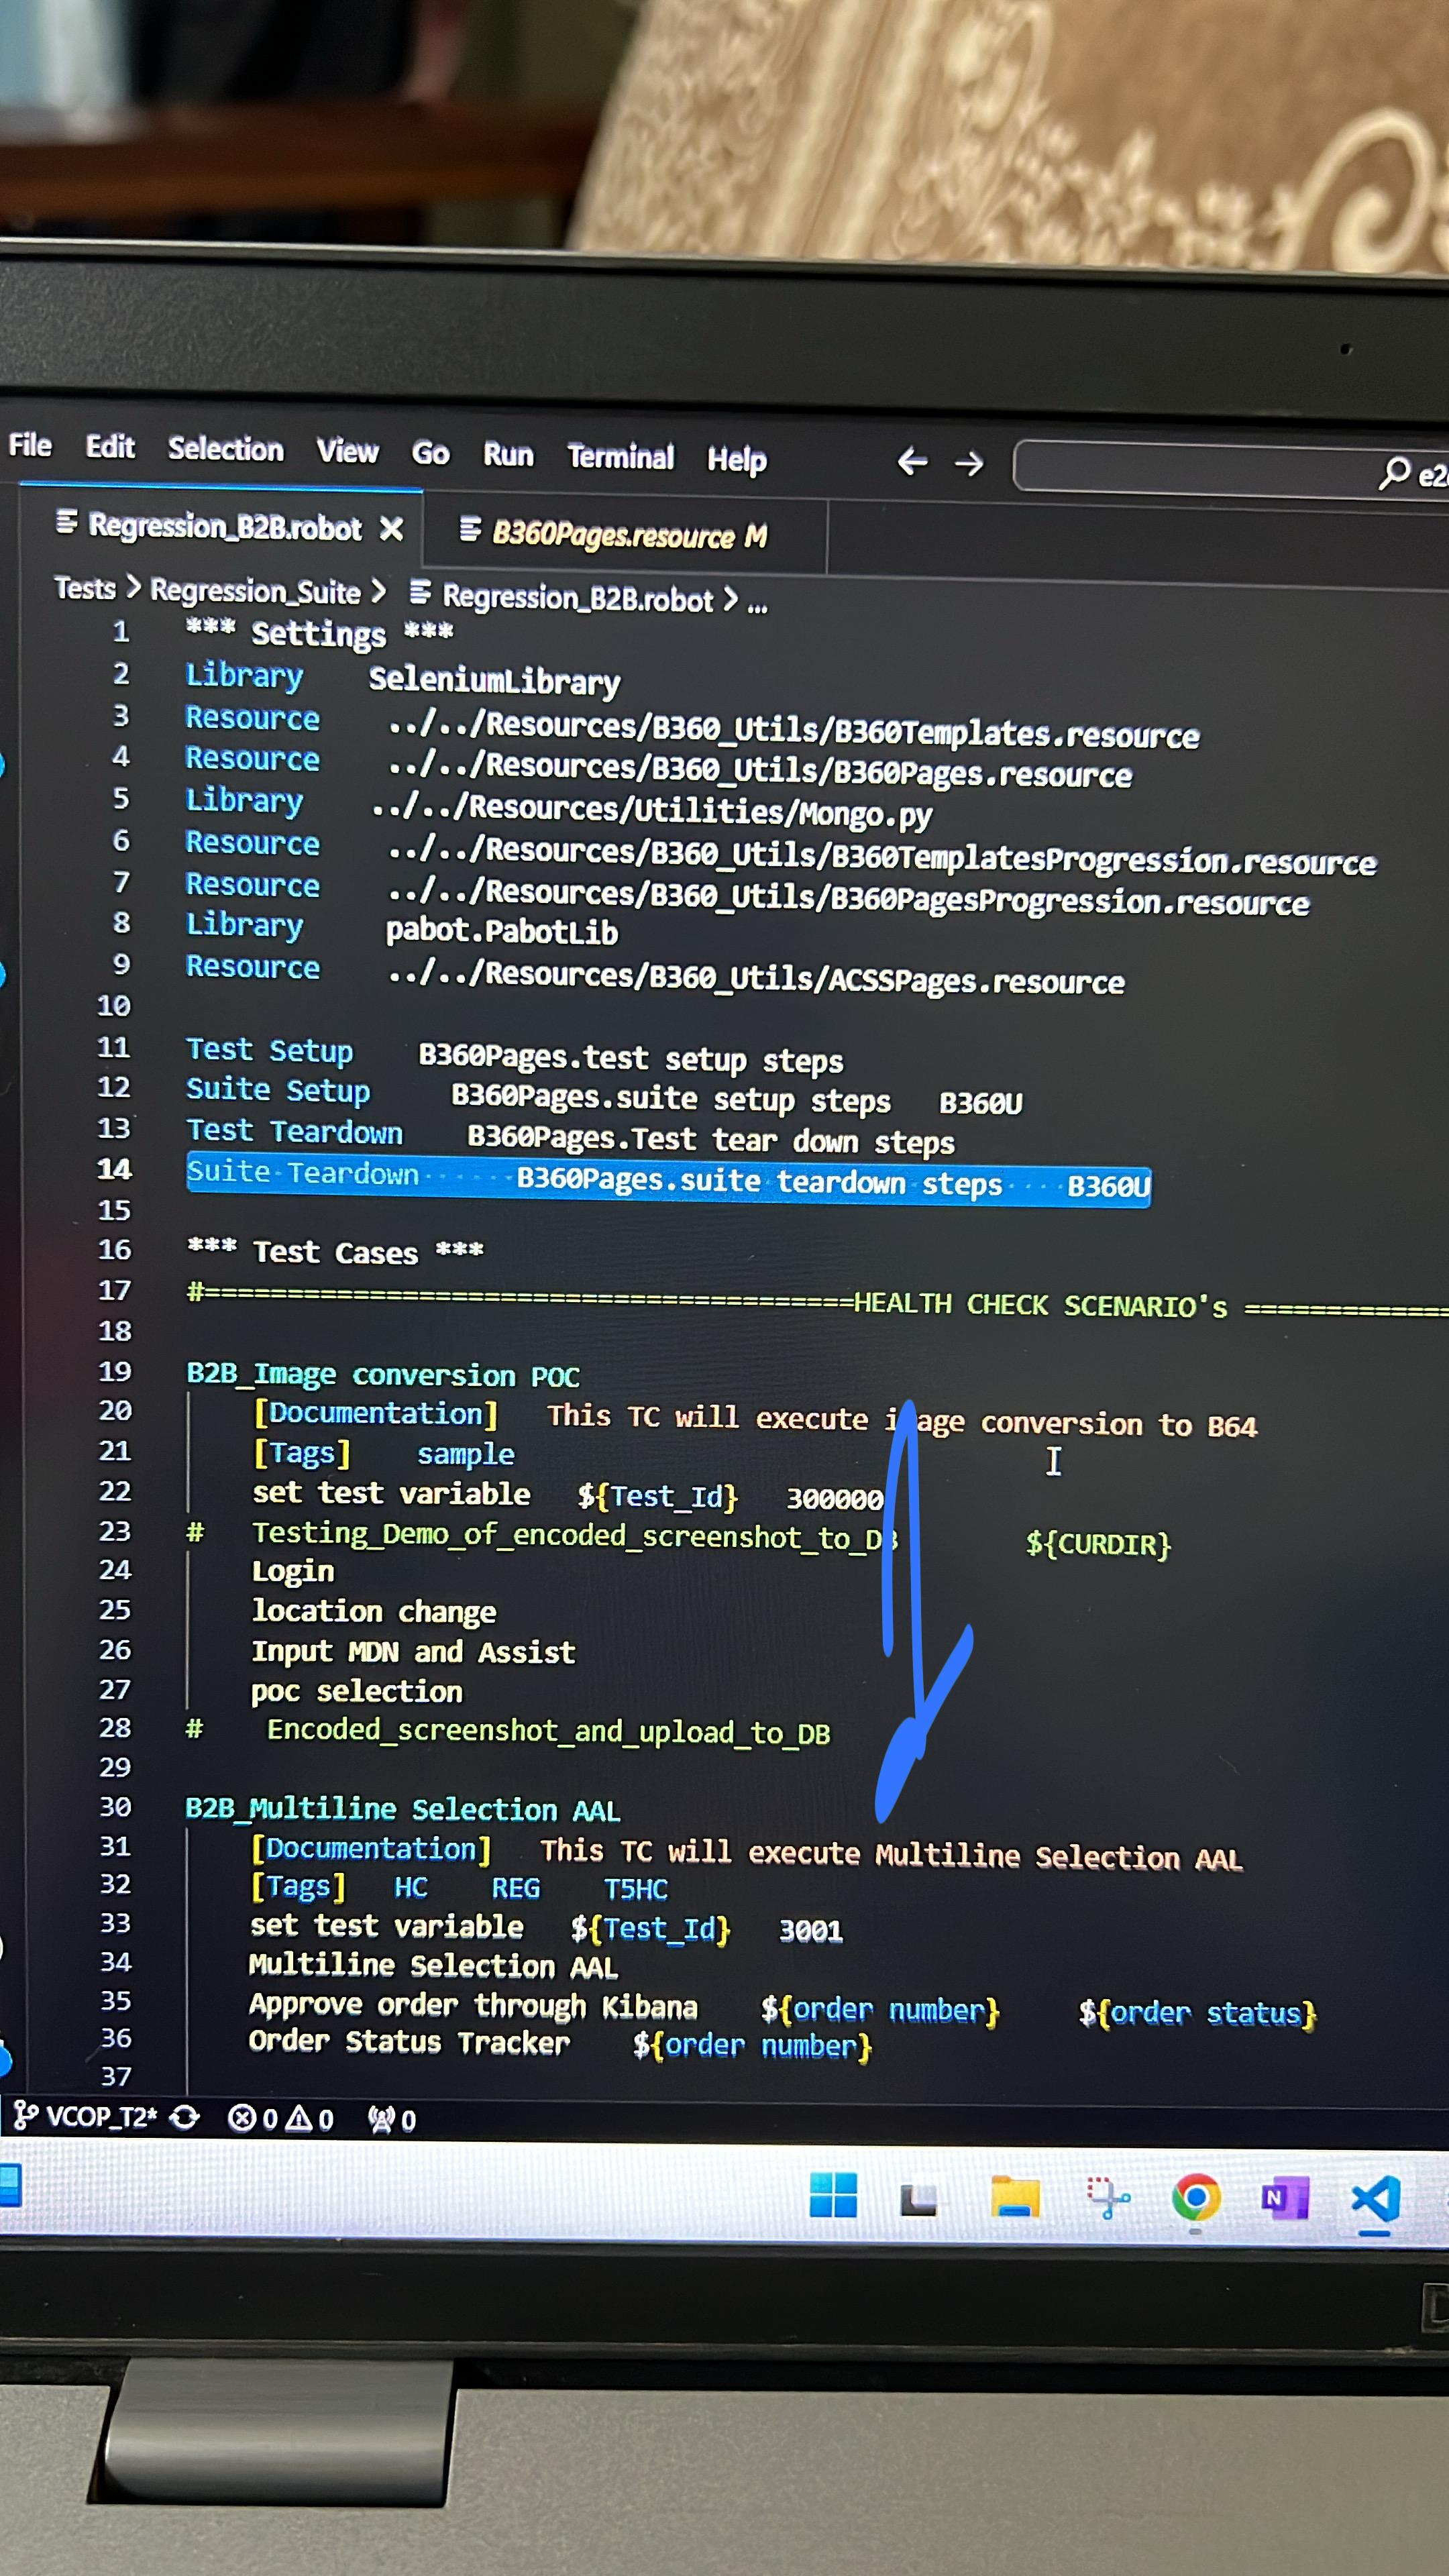 File Edit Selection View Go Run Terminal Help
Regression_B2B.robot B360Pages.resource M
Tests > Regression_Suite > Regression_B2B.robot > ...
1 *** Settings ***
2 Library SeleniumLibrary
3 Resource ../../Resources/B360_Utils/B360Templates.resource
4 Resource ../../Resources/B360_Utils/B360Pages.resource
5 Library ../../Resources/Utilities/Mongo.py
6 Resource ../../Resources/B360_Utils/B360TemplatesProgression.resource
7 Resource ../../Resources/B360_Utils/B360PagesProgression.resource
8 Library pabot.PabotLib
9 Resource ../../Resources/B360_Utils/ACSSPages.resource
10
11 Test Setup B360Pages.test setup steps
12 Suite Setup B360Pages.suite setup steps B360U
13 Test Teardown B360Pages.Test tear down steps
14 Suite Teardown B360Pages.suite teardown steps B360U
15
16 *** Test Cases ***
17 #========================================HEALTH CHECK SCENARIO's =============
18
19 B2B_Image conversion POC
20 [Documentation] This TC will execute image conversion to B64
21 [Tags] sample
22 set test variable ${Test_Id} 300000
23 # Testing_Demo_of_encoded_screenshot_to_DB ${CURDIR}
24 Login
25 location change
26 Input MDN and Assist
27 poc selection
28 # Encoded_screenshot_and_upload_to_DB
29
30 B2B_Multiline Selection AAL
31 [Documentation] This TC will execute Multiline Selection AAL
32 [Tags] HC REG T5HC
33 set test variable ${Test_Id} 3001
34 Multiline Selection AAL
35 Approve order through Kibana ${order number} ${order status}
36 Order Status Tracker ${order number}
37
VCOP_T2* 0 0 0